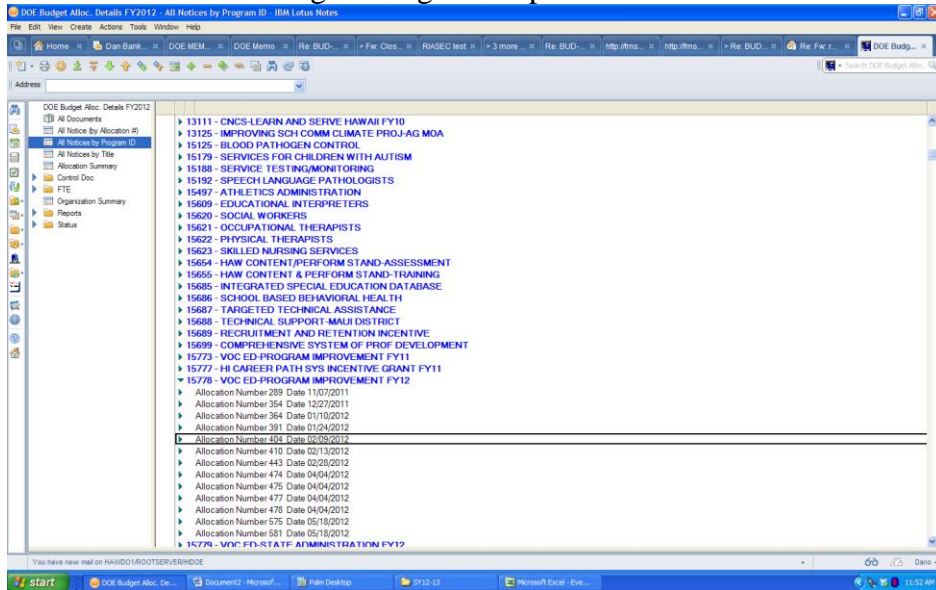 DOE Budget Alloc. Details FY2012 - All Notices by Program ID - IBM Lotus Notes
File Edit View Create Actions Tools Window Help
Home Dan Bank... DOE MEM... DOE Memo Re: BUD-... > Fw: Clos... RIASEC test > 3 more ... Re: BUD-... http://fms... http://fms... > Re: BUD... Re: Fw: r... DOE Budg...
Search DOE Budget Alloc.
Address
DOE Budget Alloc. Details FY2012
All Documents
All Notice (by Allocation #)
All Notices by Program ID
All Notices by Title
Allocation Summary
Control Doc
FTE
Organization Summary
Reports
Status
13111 - CNCS-LEARN AND SERVE HAWAII FY10
13125 - IMPROVING SCH COMM CLIMATE PROJ-AG MOA
15125 - BLOOD PATHOGEN CONTROL
15179 - SERVICES FOR CHILDREN WITH AUTISM
15188 - SERVICE TESTING/MONITORING
15192 - SPEECH LANGUAGE PATHOLOGISTS
15497 - ATHLETICS ADMINISTRATION
15609 - EDUCATIONAL INTERPRETERS
15620 - SOCIAL WORKERS
15621 - OCCUPATIONAL THERAPISTS
15622 - PHYSICAL THERAPISTS
15623 - SKILLED NURSING SERVICES
15654 - HAW CONTENT/PERFORM STAND-ASSESSMENT
15655 - HAW CONTENT & PERFORM STAND-TRAINING
15685 - INTEGRATED SPECIAL EDUCATION DATABASE
15686 - SCHOOL BASED BEHAVIORAL HEALTH
15687 - TARGETED TECHNICAL ASSISTANCE
15688 - TECHNICAL SUPPORT-MAUI DISTRICT
15689 - RECRUITMENT AND RETENTION INCENTIVE
15699 - COMPREHENSIVE SYSTEM OF PROF DEVELOPMENT
15773 - VOC ED-PROGRAM IMPROVEMENT FY11
15777 - HI CAREER PATH SYS INCENTIVE GRANT FY11
15778 - VOC ED-PROGRAM IMPROVEMENT FY12
Allocation Number 289 Date 11/07/2011
Allocation Number 354 Date 12/27/2011
Allocation Number 364 Date 01/10/2012
Allocation Number 391 Date 01/24/2012
Allocation Number 404 Date 02/09/2012
Allocation Number 410 Date 02/13/2012
Allocation Number 443 Date 02/28/2012
Allocation Number 474 Date 04/04/2012
Allocation Number 475 Date 04/04/2012
Allocation Number 477 Date 04/04/2012
Allocation Number 478 Date 04/04/2012
Allocation Number 575 Date 05/18/2012
Allocation Number 581 Date 05/18/2012
15779 - VOC ED-STATE ADMINISTRATION FY12
You have new mail on HAWDO1/ROOTSERVER/HIDOE
Dano
start DOE Budget Alloc. De... Document2 - Microsof... Palm Desktop SY12-13 Microsoft Excel - Eve... 11:52 AM